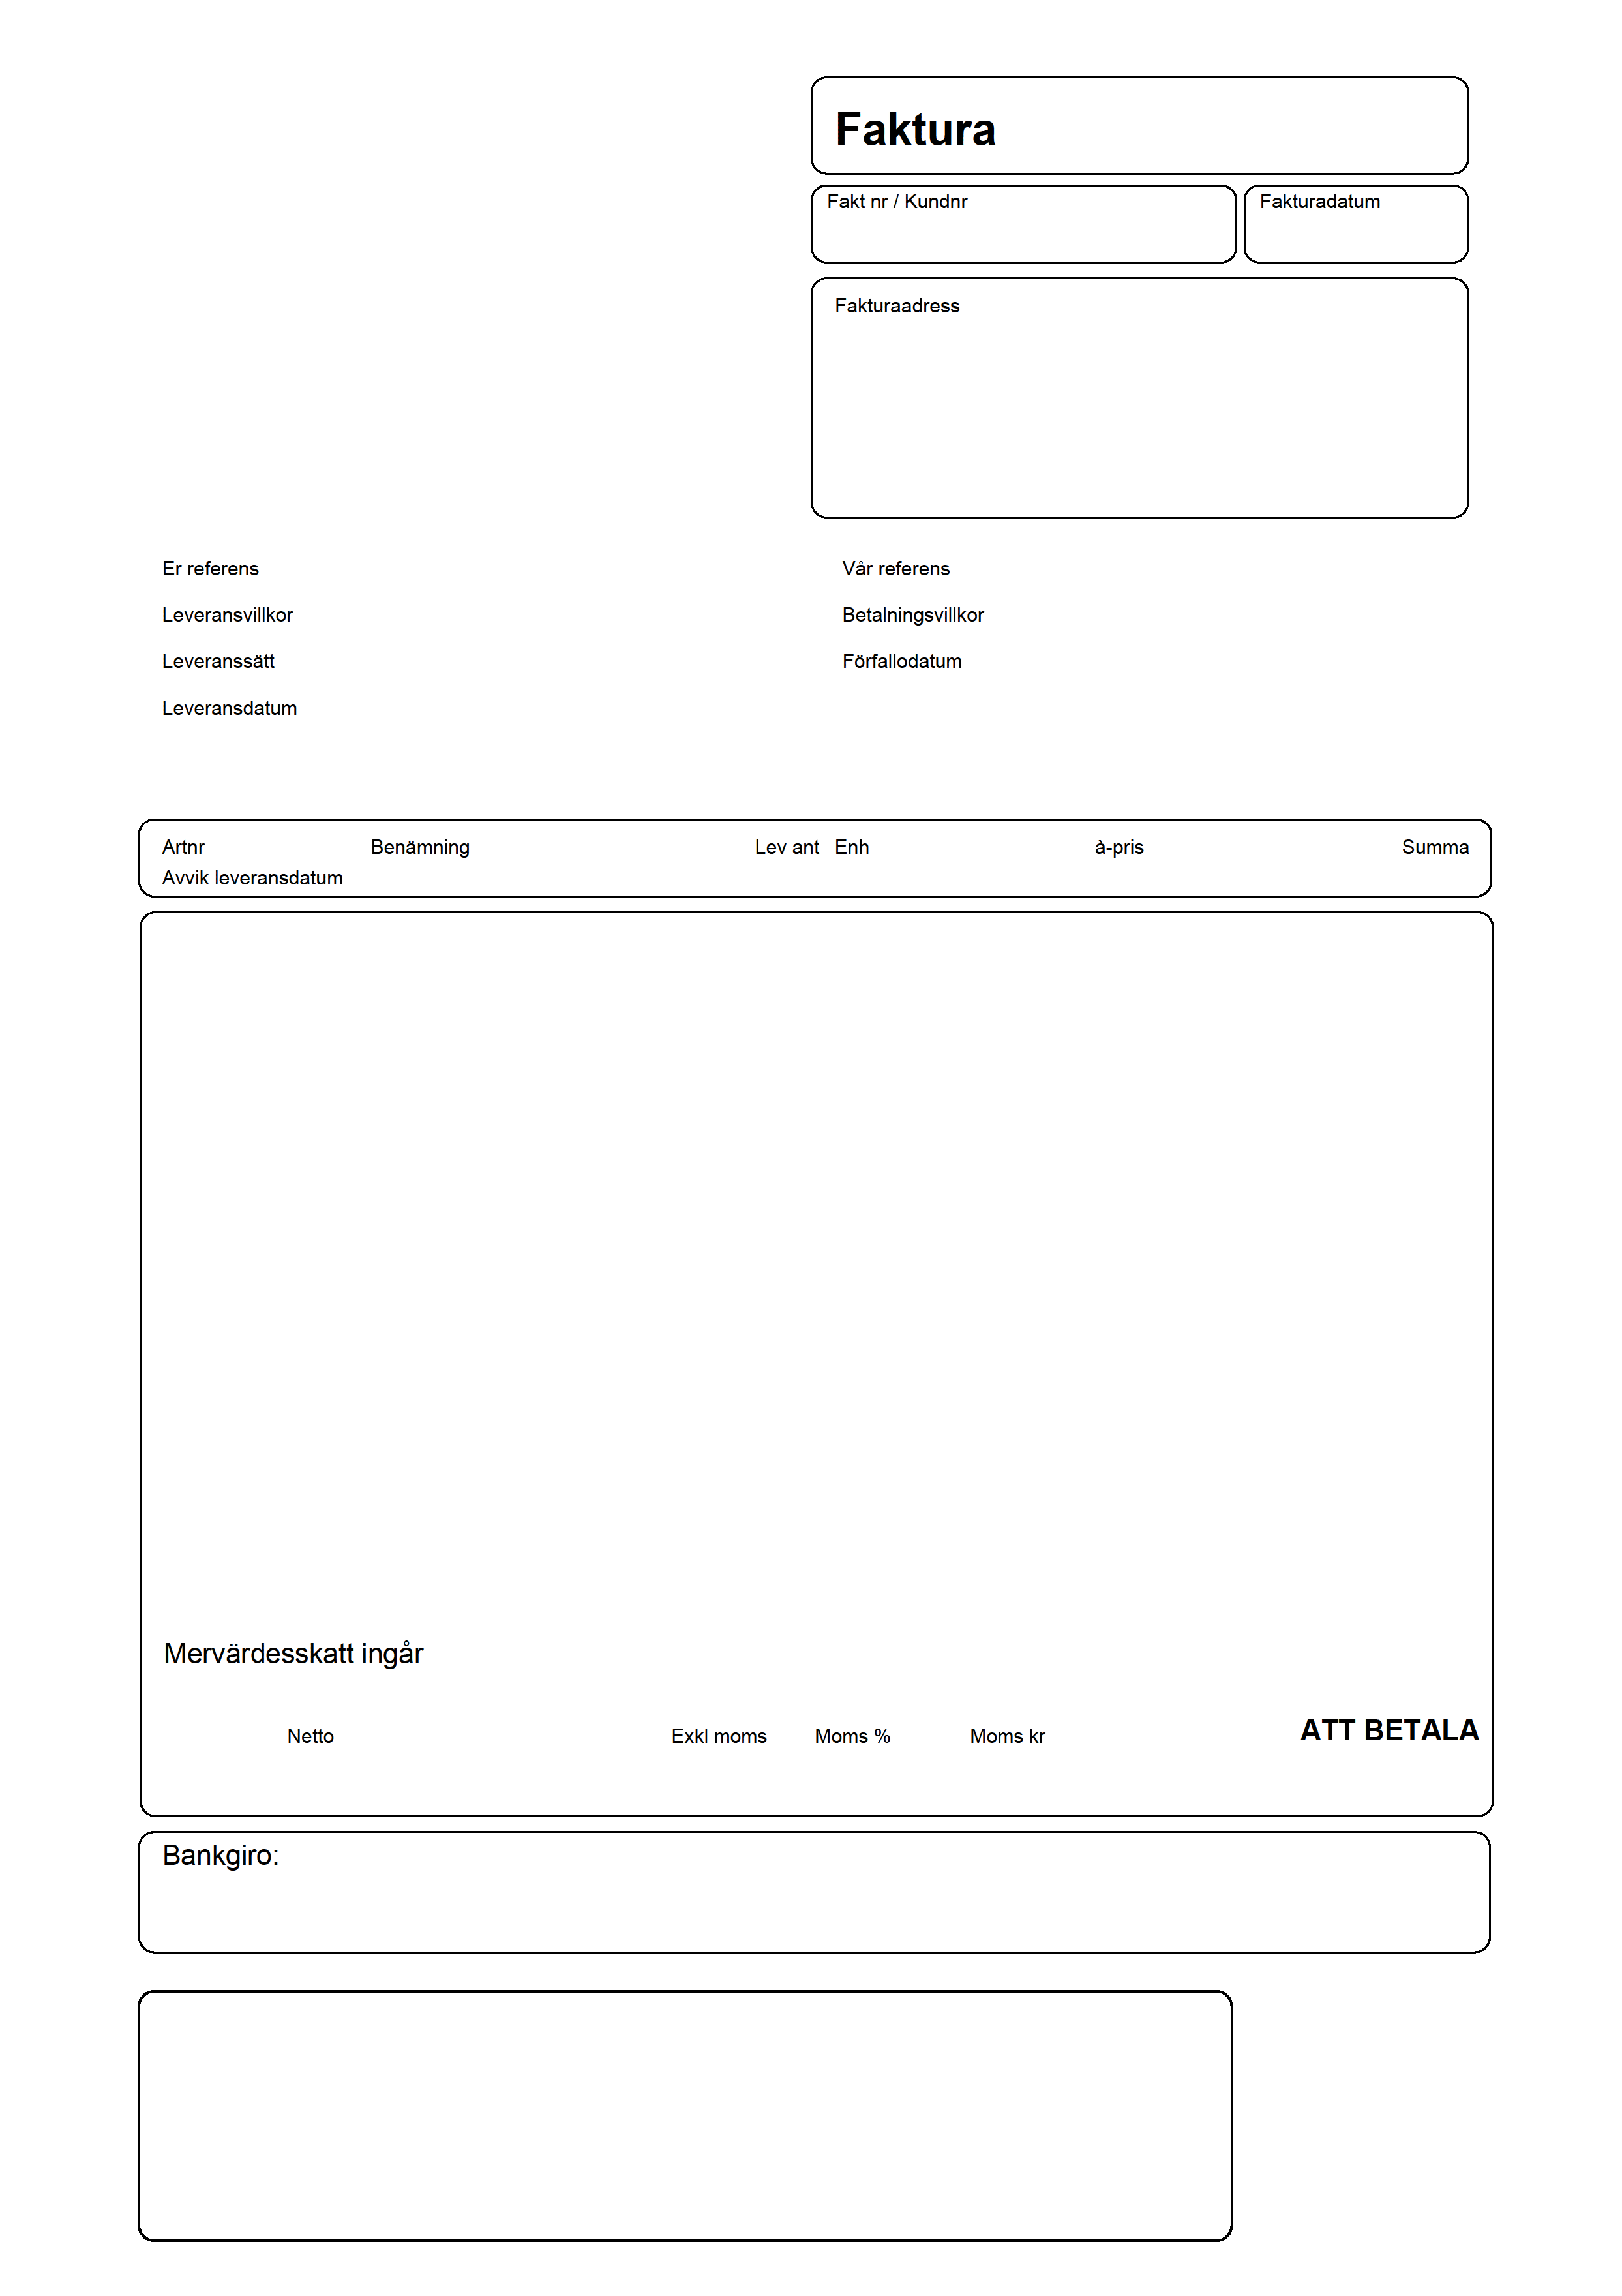 Faktura
Fakt nr / Kundnr Fakturadatum
Fakturaadress
Er referens Vår referens
Leveransvillkor Betalningsvillkor
Leveranssätt Förfallodatum
Leveransdatum
Artnr Benämning Lev ant Enh à-pris Summa
Avvik leveransdatum
Mervärdesskatt ingår
Netto Exkl moms Moms % Moms kr ATT BETALA
Bankgiro: